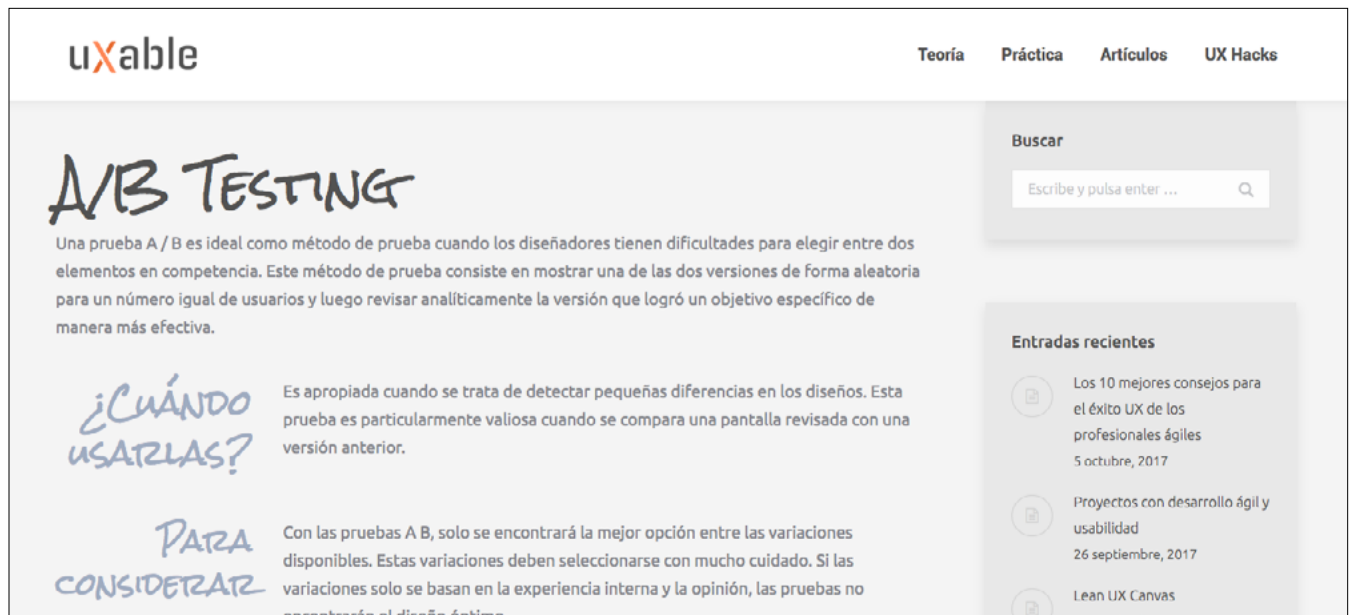 uXable
Teoría Práctica Artículos UX Hacks
A/B Testing
Una prueba A / B es ideal como método de prueba cuando los diseñadores tienen dificultades para elegir entre dos
elementos en competencia. Este método de prueba consiste en mostrar una de las dos versiones de forma aleatoria
para un número igual de usuarios y luego revisar analíticamente la versión que logró un objetivo específico de
manera más efectiva.
¿Cuándo
usarlas?
Es apropiada cuando se trata de detectar pequeñas diferencias en los diseños. Esta
prueba es particularmente valiosa cuando se compara una pantalla revisada con una
versión anterior.
Para
considerar
Con las pruebas A B, solo se encontrará la mejor opción entre las variaciones
disponibles. Estas variaciones deben seleccionarse con mucho cuidado. Si las
variaciones solo se basan en la experiencia interna y la opinión, las pruebas no
encontrarán el diseño óptimo
Buscar
Escribe y pulsa enter ...
Entradas recientes
Los 10 mejores consejos para
el éxito UX de los
profesionales ágiles
5 octubre, 2017
Proyectos con desarrollo ágil y
usabilidad
26 septiembre, 2017
Lean UX Canvas